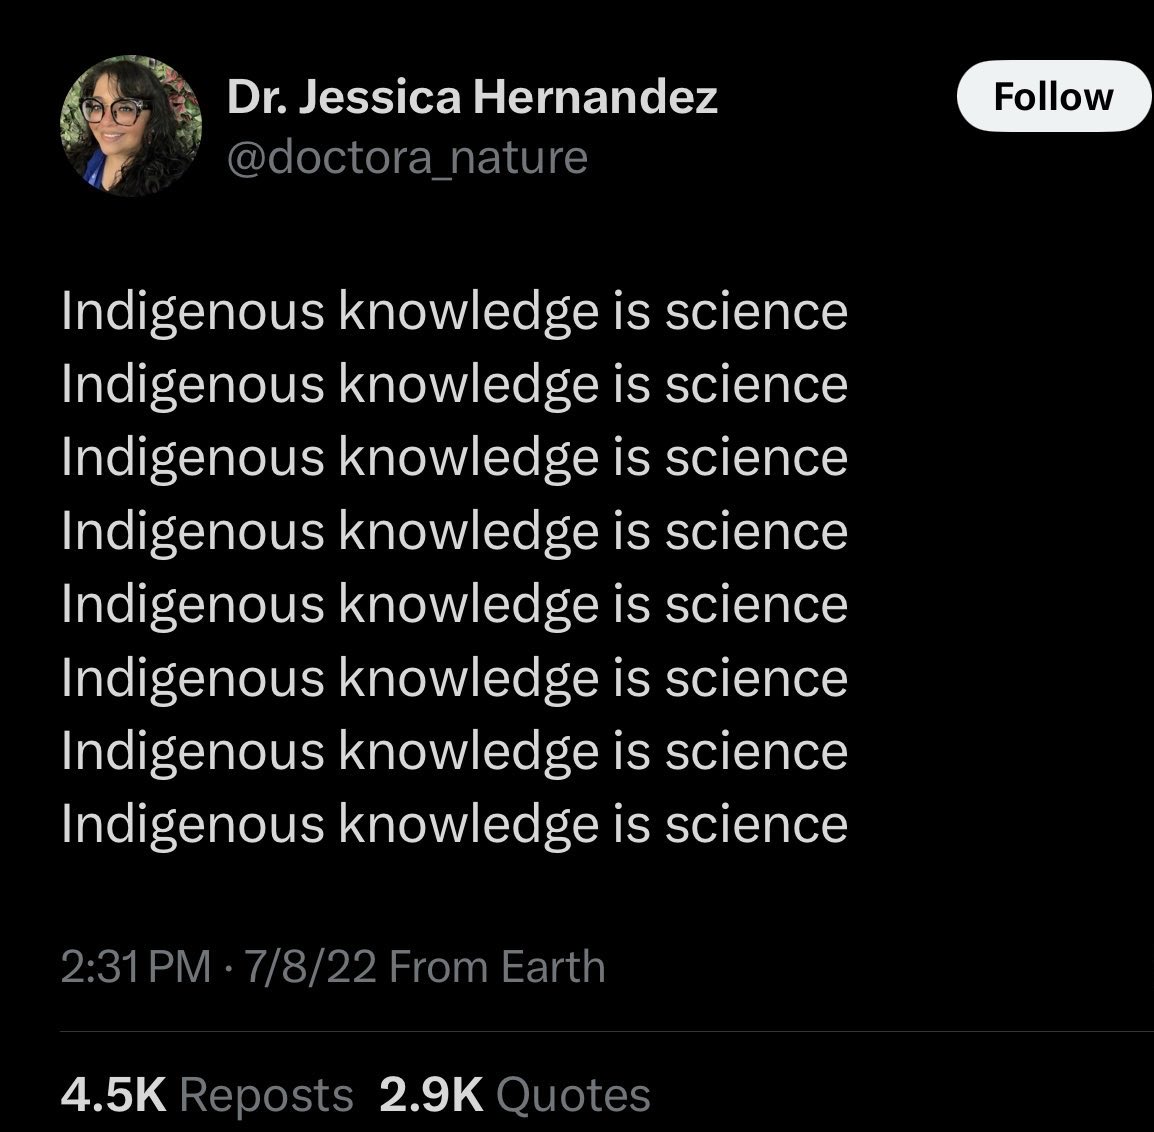 Dr. Jessica Hernandez
@doctora_nature
Follow
Indigenous knowledge is science
Indigenous knowledge is science
Indigenous knowledge is science
Indigenous knowledge is science
Indigenous knowledge is science
Indigenous knowledge is science
Indigenous knowledge is science
Indigenous knowledge is science
2:31 PM · 7/8/22 From Earth
4.5K Reposts 2.9K Quotes